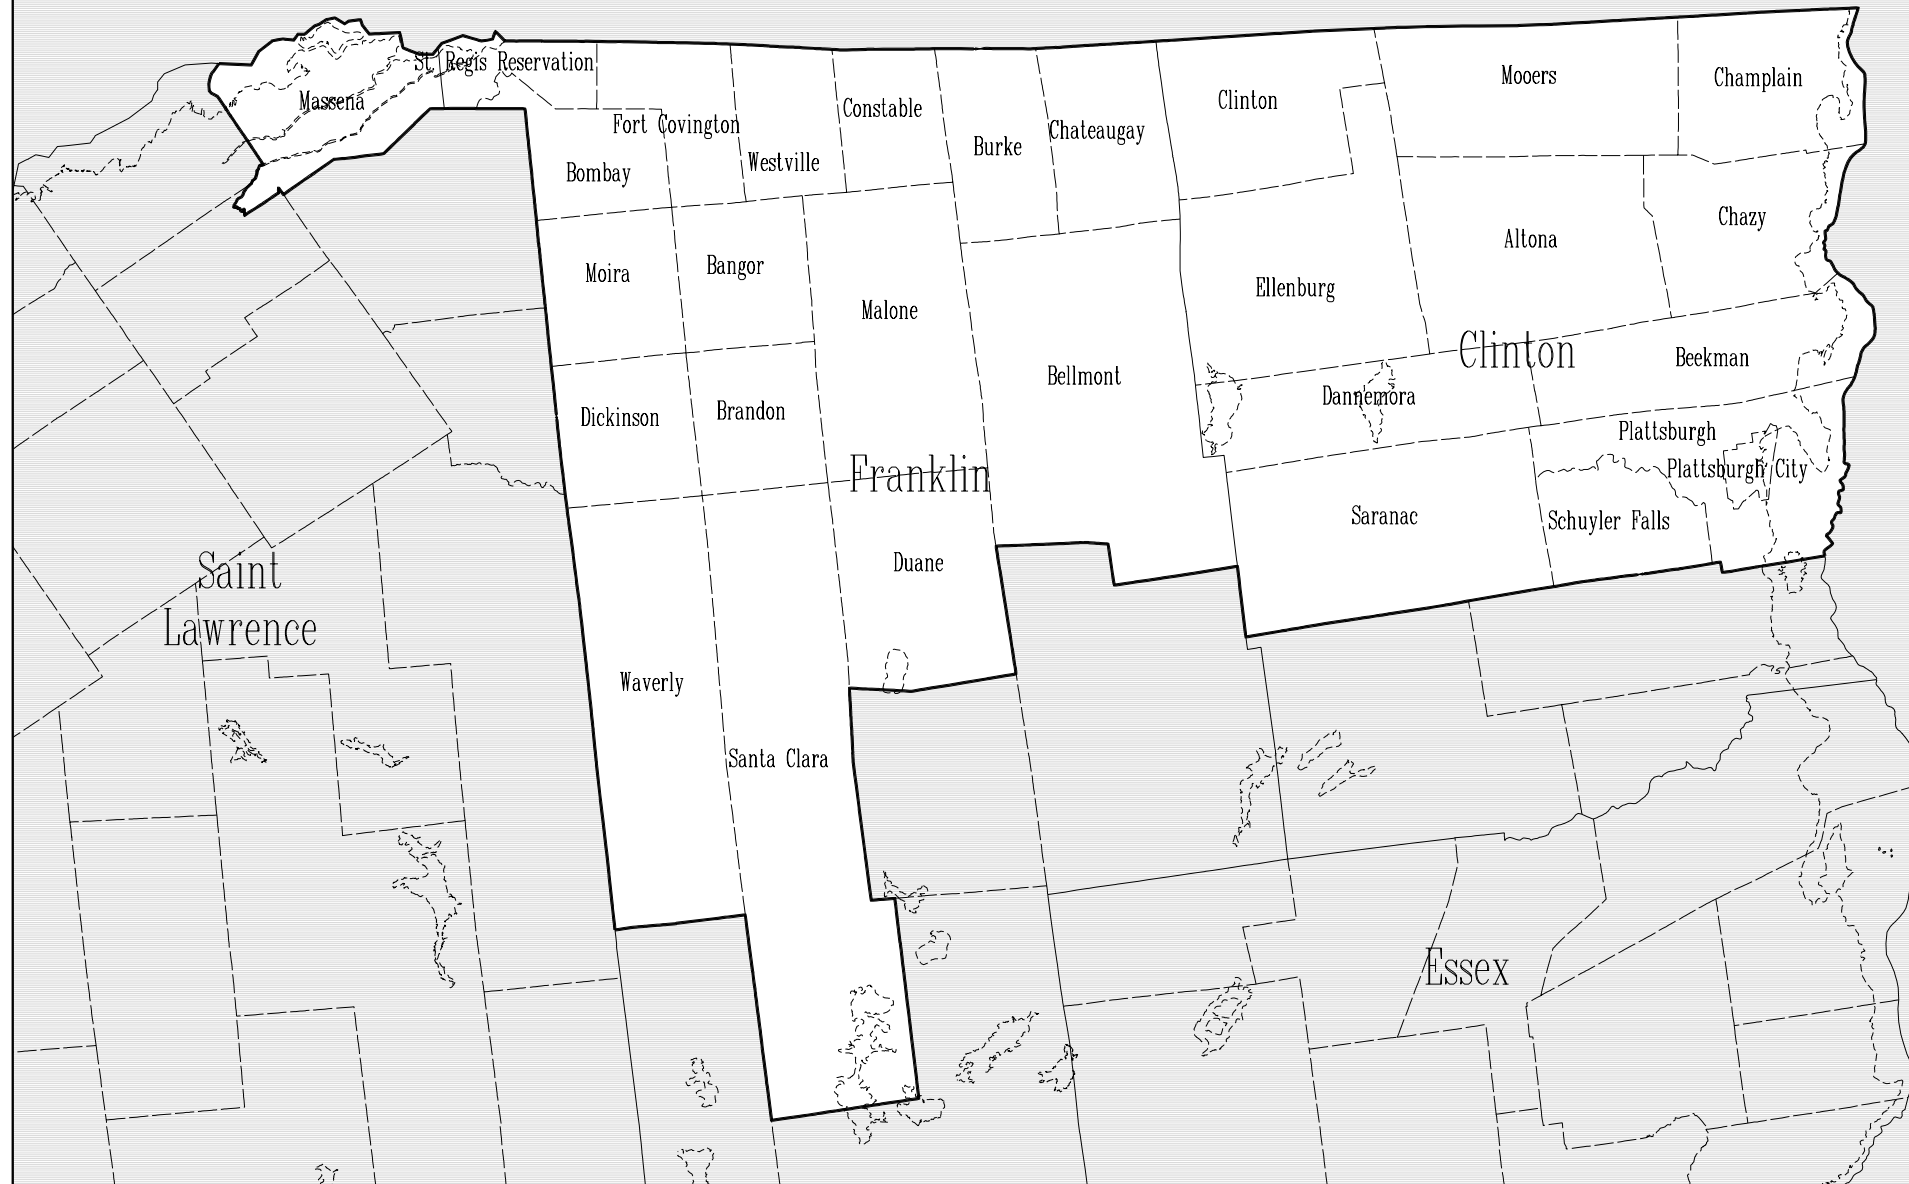 St Regis Reservation
Massena
Mooers
Champlain
Clinton
Constable
Fort Covington
Chateaugay
Burke
Westville
Bombay
Chazy
Altona
Bangor
Moira
Ellenburg
Malone
Clinton
Beekman
Bellmont
Dannemora
Brandon
Dickinson
Plattsburgh
Plattsburgh City
Franklin
Saranac
Schuyler Falls
Duane
Saint
Lawrence
Waverly
Santa Clara
Essex